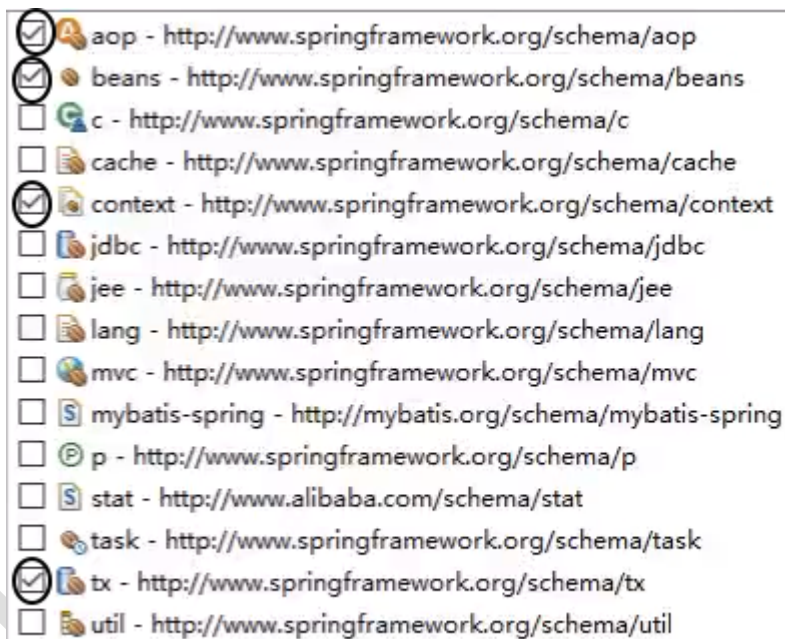 aop - http://www.springframework.org/schema/aop
beans - http://www.springframework.org/schema/beans
c - http://www.springframework.org/schema/c
cache - http://www.springframework.org/schema/cache
context - http://www.springframework.org/schema/context
jdbc - http://www.springframework.org/schema/jdbc
jee - http://www.springframework.org/schema/jee
lang - http://www.springframework.org/schema/lang
mvc - http://www.springframework.org/schema/mvc
mybatis-spring - http://mybatis.org/schema/mybatis-spring
p - http://www.springframework.org/schema/p
stat - http://www.alibaba.com/schema/stat
task - http://www.springframework.org/schema/task
tx - http://www.springframework.org/schema/tx
util - http://www.springframework.org/schema/util